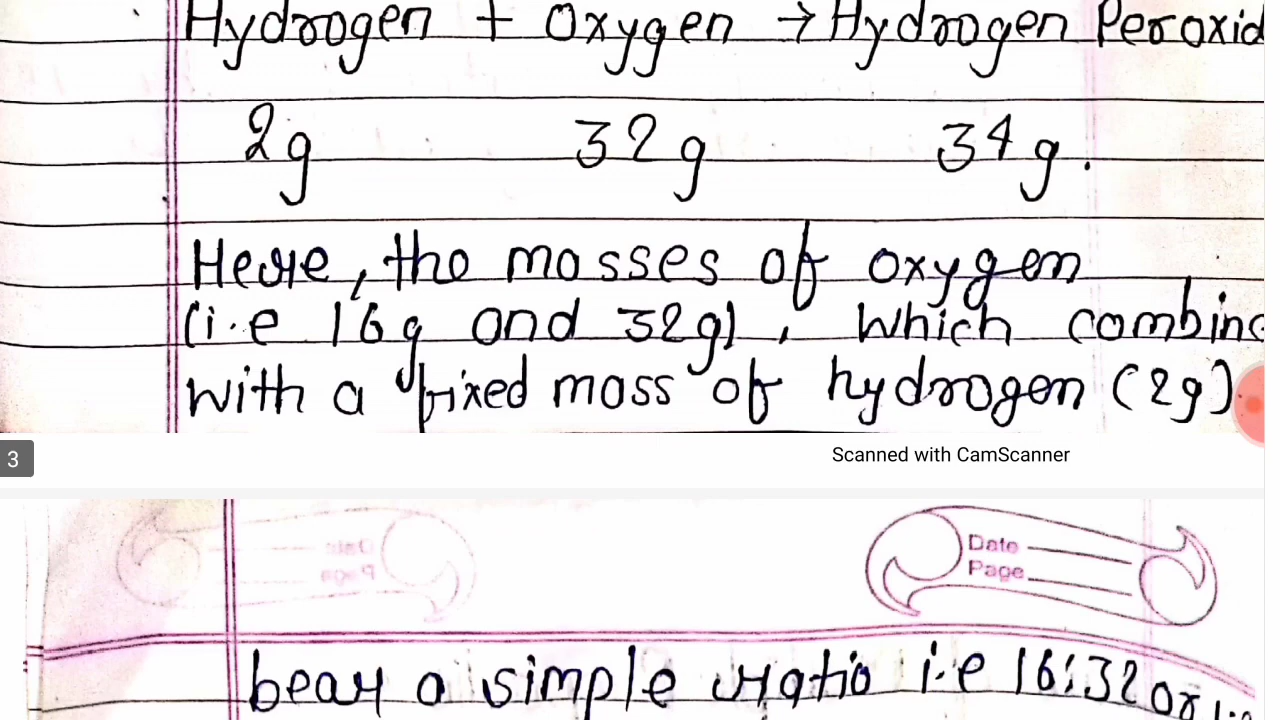 Hydrogen + Oxygen → Hydrogen Peroxid
2g 32g 34g.
Here, the masses of oxygen
(i.e 16g and 32g), which combine
with a fixed mass of hydrogen (2g)
3
Scanned with CamScanner
Date
Page
bear a simple ratio i.e 16:32 or